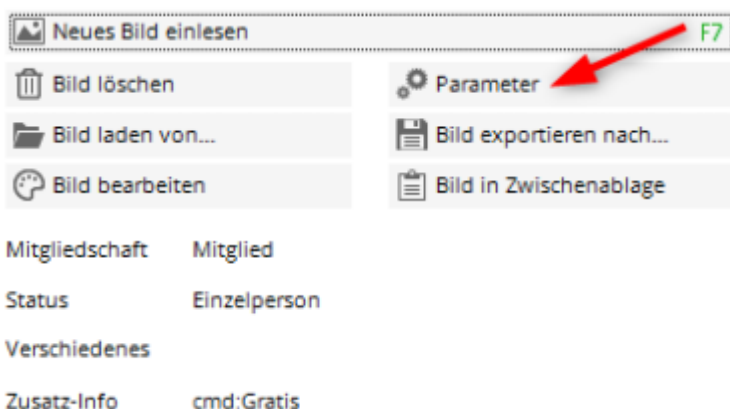 Neues Bild einlesen F7
Bild löschen Parameter
Bild laden von... Bild exportieren nach...
Bild bearbeiten Bild in Zwischenablage
Mitgliedschaft Mitglied
Status Einzelperson
Verschiedenes
Zusatz-Info cmd:Gratis